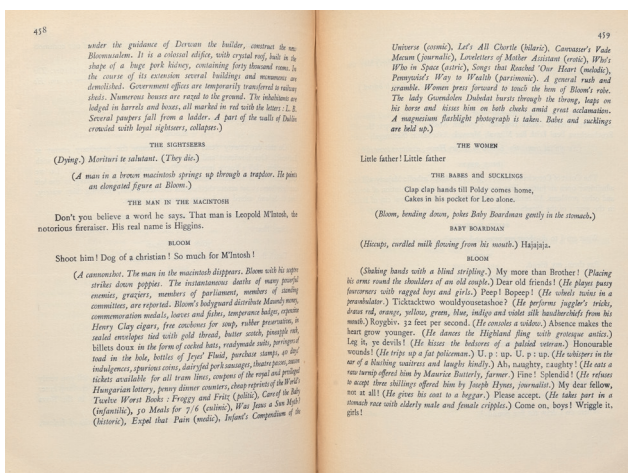 458
under the guidance of Derwan the builder, construct the new
Bloomusalem. It is a colossal edifice, with crystal roof, built in the
shape of a huge pork kidney, containing forty thousand rooms. In
the course of its extension several buildings and monuments are
demolished. Government offices are temporarily transferred to railway
sheds. Numerous houses are razed to the ground. The inhabitants are
lodged in barrels and boxes, all marked in red with the letters : L. B.
Several paupers fall from a ladder. A part of the walls of Dublin
crowded with loyal sightseers, collapses.)
THE SIGHTSEERS
(Dying.) Morituri te salutant. (They die.)
(A man in a brown macintosh springs up through a trapdoor. He points
an elongated figure at Bloom.)
THE MAN IN THE MACINTOSH
Don't you believe a word he says. That man is Leopold M'Intosh, the
notorious fireraiser. His real name is Higgins.
BLOOM
Shoot him! Dog of a christian! So much for M'Intosh!
(A cannonshot. The man in the macintosh disppears. Bloom with his sceptre
strikes down poppies. The instantaneous deaths of many powerful
enemies, graziers, members of parliament, members of standing
committees, are reported. Bloom's bodyguard distribute Maundy money,
commemoration medals, loaves and fishes, temperance badges, expensive
Henry Clay cigars, free cowbones for soup, rubber preservatives, in
sealed envelopes tied with gold thread, butter scotch, pineapple rock,
billets doux in the form of cocked hats, readymade suits, porringers of
toad in the hole, bottles of Jeyes' Fluid, purchase stamps, 40 days'
indulgences, spurious coins, dairyfed pork sausages, theatre passes, season
tickets available for all tram lines, coupons of the royal and privileged
Hungarian lottery, penny dinner counters, cheap reprints of the World's
Twelve Worst Books : Froggy and Fritz (politic), Care of the Baby
(infantilic), 50 Meals for 7/6 (culinic), Was Jesus a Sun Myth?
(historic), Expel that Pain (medic), Infant's Compendium of the
459
Universe (cosmic), Let's All Chortle (hilaric), Canvasser's Vade
Mecum (journalic), Loveletters of Mother Assistant (erotic), Who's
Who in Space (astric), Songs that Reached 'Our Heart (melodic),
Pennywise's Way to Wealth (parsimonic). A general rush and
scramble. Women press forward to touch the hem of Bloom's robe.
The lady Gwendolen Dubedat bursts through the throng, leaps on
his horse and kisses him on both cheeks amid great acclamation.
A magnesium flashlight photograph is taken. Babes and sucklings
are held up.)
THE WOMEN
Little father! Little father
THE BABES and SUCKLINGS
Clap clap hands till Poldy comes home,
Cakes in his pocket for Leo alone.
(Bloom, bending down, pokes Baby Boardman gently in the stomach.)
BABY BOARDMAN
(Hiccups, curdled milk flowing from his mouth.) Hajajaja.
BLOOM
(Shaking hands with a blind stripling.) My more than Brother! (Placing
his arms round the shoulders of an old couple.) Dear old friends! (He plays pussy
fourcorners with ragged boys and girls.) Peep! Bopeep! (He wheels twins in a
perambulator.) Ticktacktwo wouldyousetashoe? (He performs juggler's tricks,
draws red, orange, yellow, green, blue, indigo and violet silk handkerchiefs from his
mouth.) Roygbiv. 32 feet per second. (He consoles a widow.) Absence makes the
heart grow younger. (He dances the Highland fling with grotesque antics.)
Leg it, ye devils! (He kisses the bedsores of a palsied veteran.) Honourable
wounds! (He trips up a fat policeman.) U. p : up. U. p : up. (He whispers in the
ear of a blushing waitress and laughs kindly.) Ah, naughty, naughty! (He eats a
raw turnip offered him by Maurice Butterly, farmer.) Fine! Splendid! (He refuses
to accept three shillings offered him by Joseph Hynes, journalist.) My dear fellow,
not at all! (He gives his coat to a beggar.) Please accept. (He takes part in a
stomach race with elderly male and female cripples.) Come on, boys! Wriggle it,
girls!